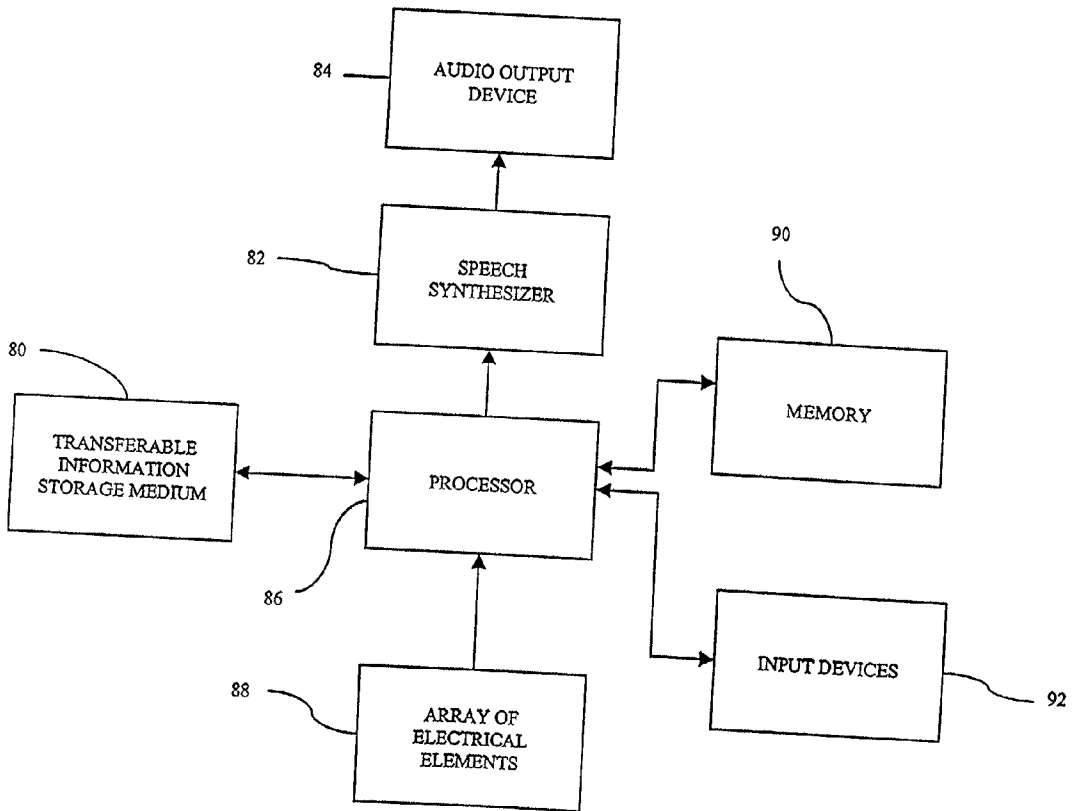 84
AUDIO OUTPUT
DEVICE
82
SPEECH
SYNTHESIZER
90
MEMORY
80
TRANSFERABLE
INFORMATION
STORAGE MEDIUM
PROCESSOR
86
INPUT DEVICES
92
88
ARRAY OF
ELECTRICAL
ELEMENTS